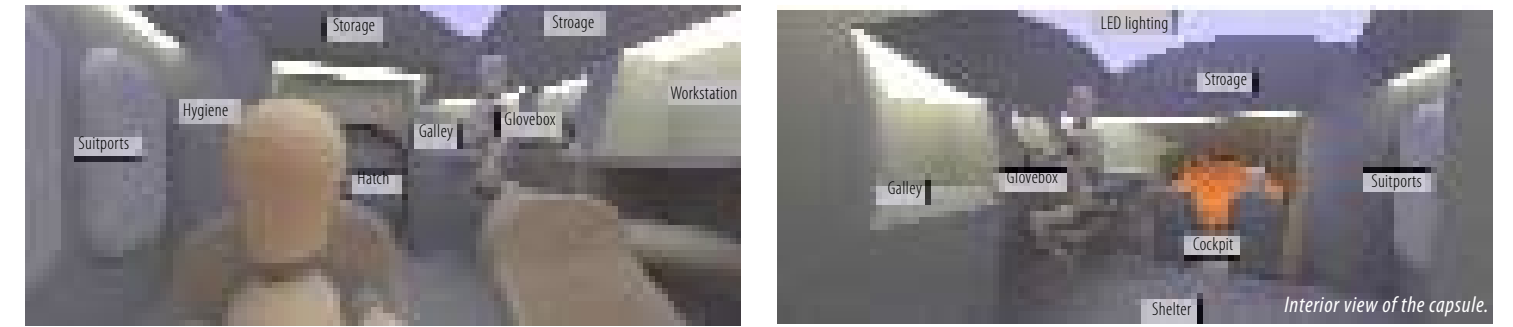 Storage
Stroage
Workstation
Hygiene
Galley
Glovebox
Suitports
Hatch
LED lighting
Stroage
Galley
Glovebox
Suitports
Cockpit
Shelter
Interior view of the capsule.